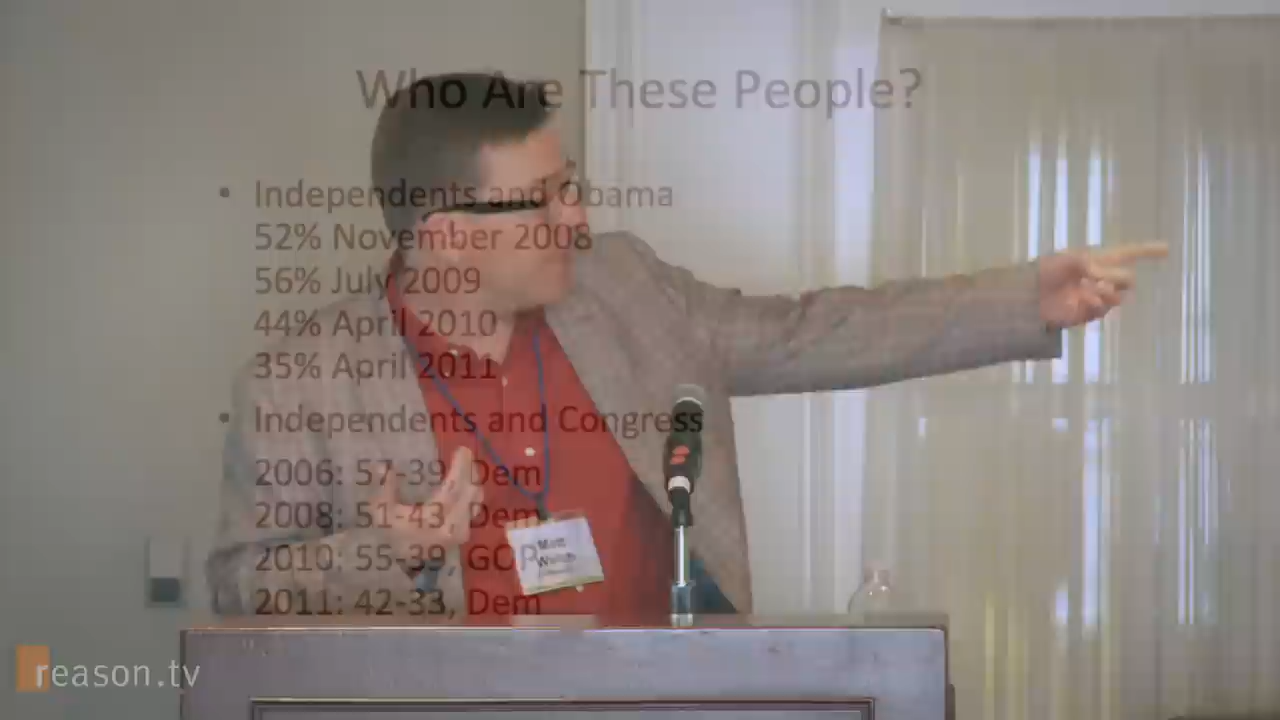 Who Are These People?
• Independents and Obama
52% November 2008
56% July 2009
44% April 2010
35% April 2011
• Independents and Congress
2006: 57-39, Dem
2008: 51-43, Dem
2010: 55-39, GOP
2011: 42-33, Dem
Matt
Welch
reason.tv